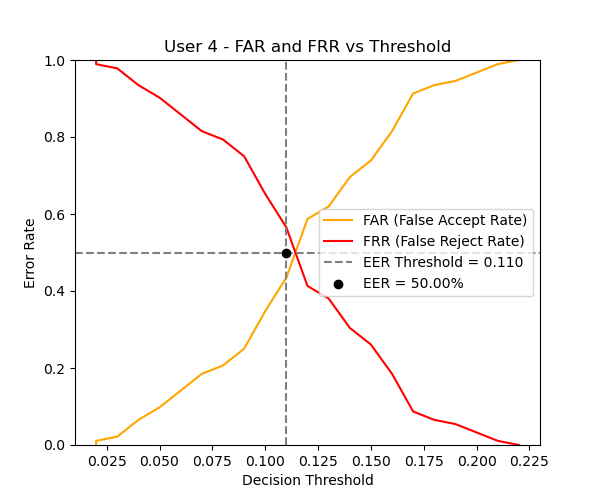 User 4 - FAR and FRR vs Threshold
1.0
0.8
0.6
0.4
0.2
0.0
Error Rate
FAR (False Accept Rate)
FRR (False Reject Rate)
EER Threshold = 0.110
EER = 50.00%
0.025 0.050 0.075 0.100 0.125 0.150 0.175 0.200 0.225
Decision Threshold